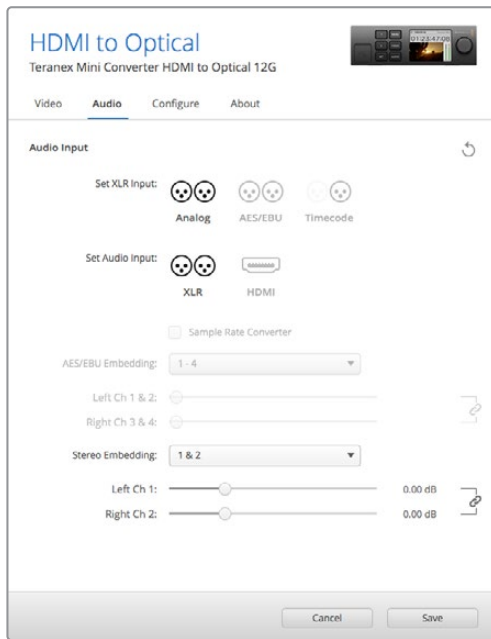 HDMI to Optical
Teranex Mini Converter HDMI to Optical 12G
01:23:47:08
Video Audio Configure About
Audio Input
Set XLR Input:
Analog AES/EBU Timecode
Set Audio Input:
XLR HDMI
Sample Rate Converter
AES/EBU Embedding: 1 - 4
Left Ch 1 & 2:
Right Ch 3 & 4:
Stereo Embedding: 1 & 2
Left Ch 1: 0.00 dB
Right Ch 2: 0.00 dB
Cancel Save